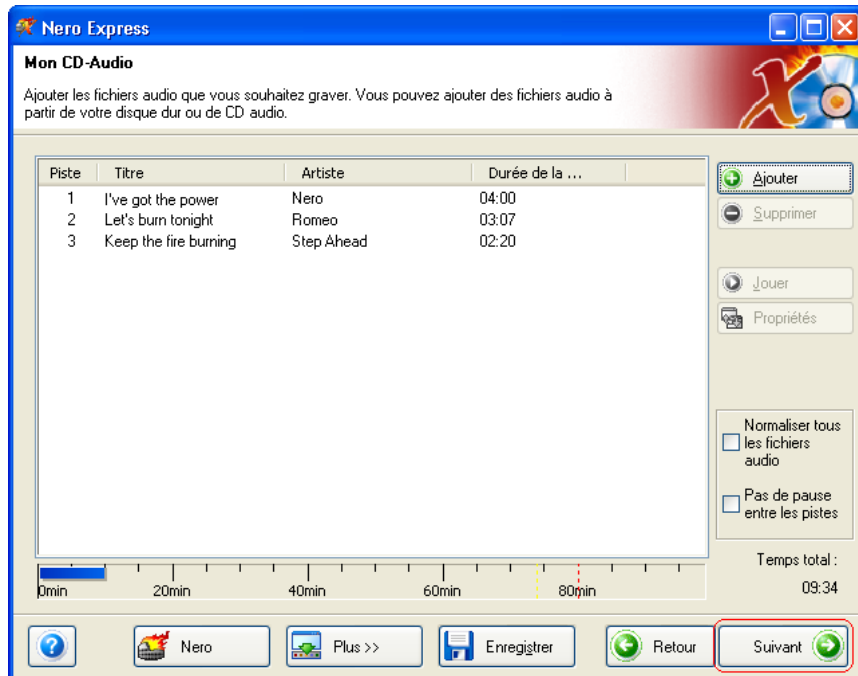 Nero Express
Mon CD-Audio
Ajouter les fichiers audio que vous souhaitez graver. Vous pouvez ajouter des fichiers audio à
partir de votre disque dur ou de CD audio.
Piste Titre Artiste Durée de la ...
1 I've got the power Nero 04:00
2 Let's burn tonight Romeo 03:07
3 Keep the fire burning Step Ahead 02:20
Ajouter
Supprimer
Jouer
Propriétés
Normaliser tous
les fichiers
audio
Pas de pause
entre les pistes
Temps total :
09:34
0min 20min 40min 60min 80min
? Nero Plus >> Enregistrer Retour Suivant